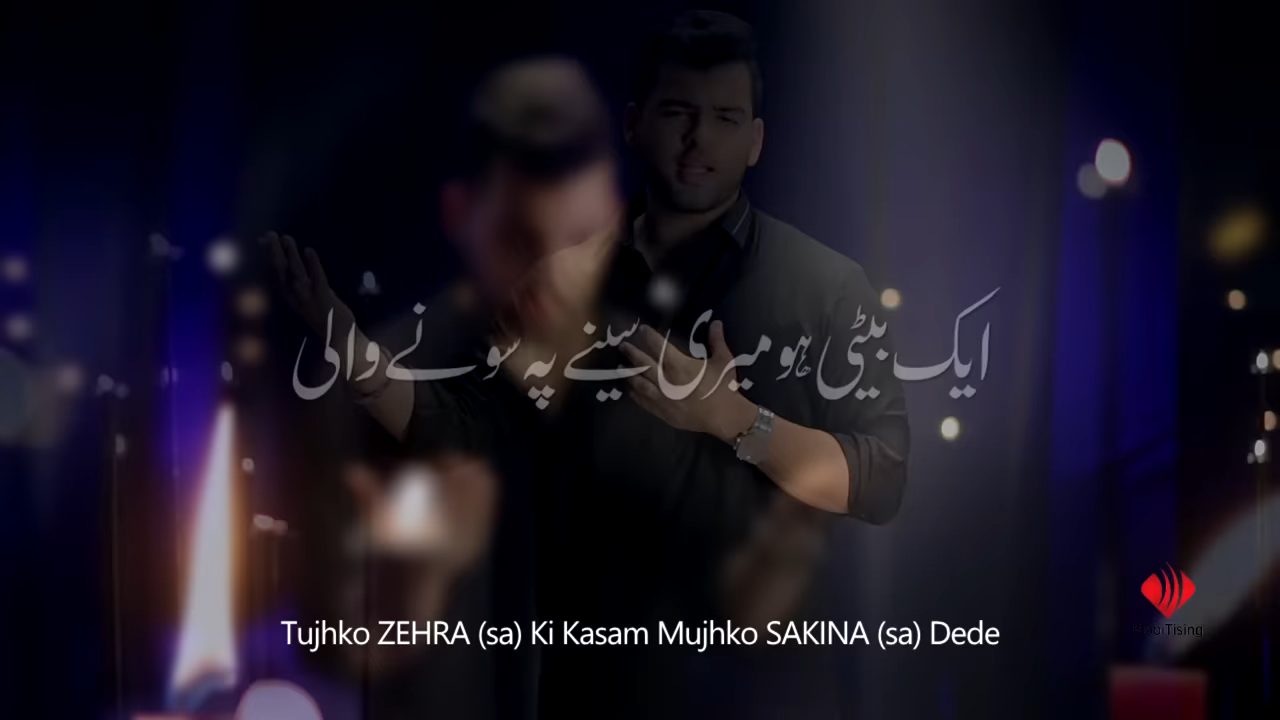 ایک بیٹی ہو میری سینے پہ سونے والی
Tujhko ZEHRA (sa) Ki Kasam Mujhko SAKINA (sa) Dede